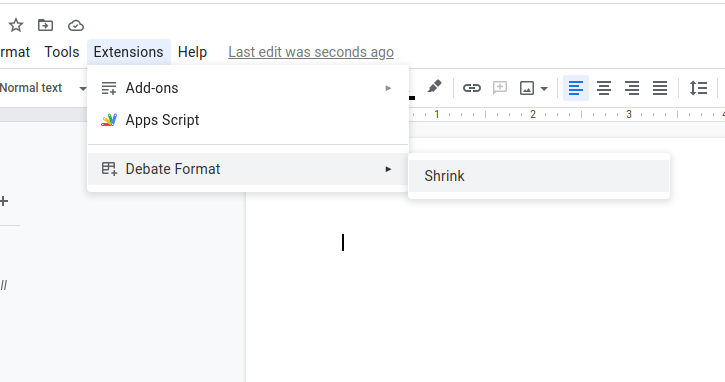 rmat Tools Extensions Help Last edit was seconds ago
Normal text
Add-ons
Apps Script
1 2 3
Debate Format
Shrink
ll